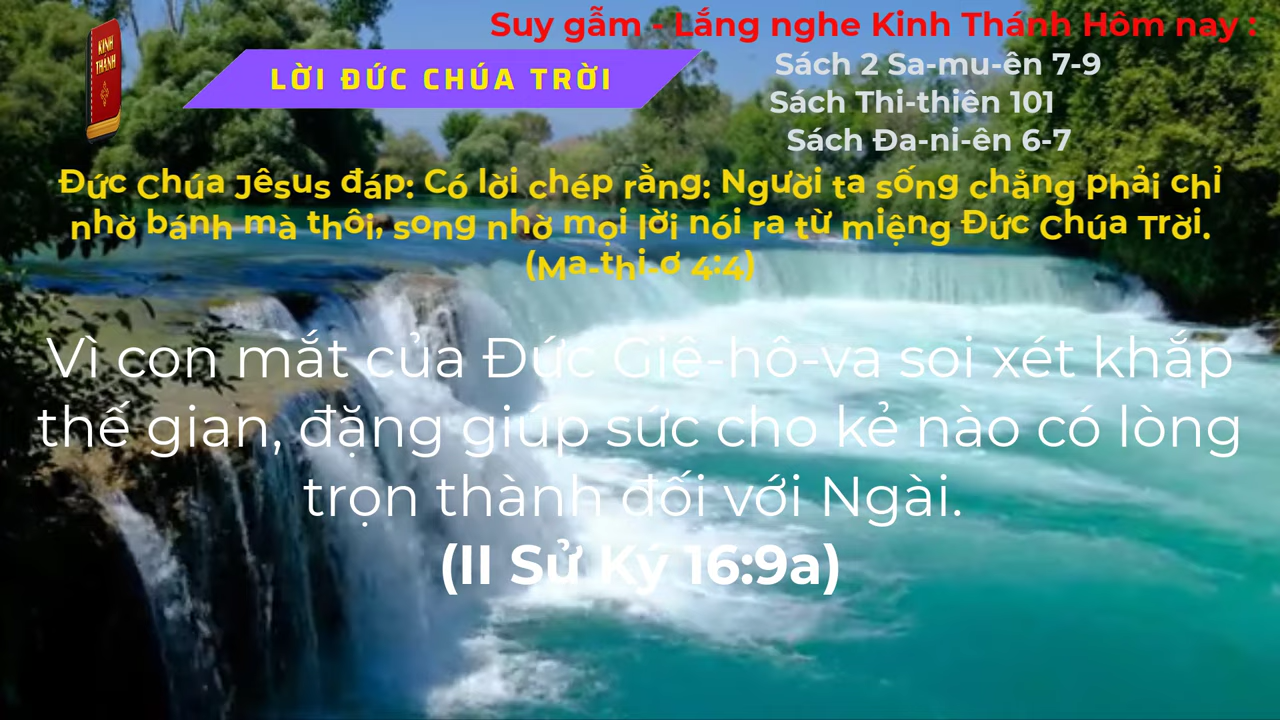 Suy gẫm - Lắng nghe Kinh Thánh Hôm nay :
KINH
THÁNH
LỜI ĐỨC CHÚA TRỜI
Sách 2 Sa-mu-ên 7-9
Sách Thi-thiên 101
Sách Đa-ni-ên 6-7
Đức Chúa Jêsus đáp: Có lời chép rằng: Người ta sống chẳng phải chỉ
nhờ bánh mà thôi, song nhờ mọi lời nói ra từ miệng Đức Chúa Trời.
(Ma-thi-ơ 4:4)
Vì con mắt của Đức Giê-hô-va soi xét khắp
thế gian, đặng giúp sức cho kẻ nào có lòng
trọn thành đối với Ngài.
(II Sử Ký 16:9a)